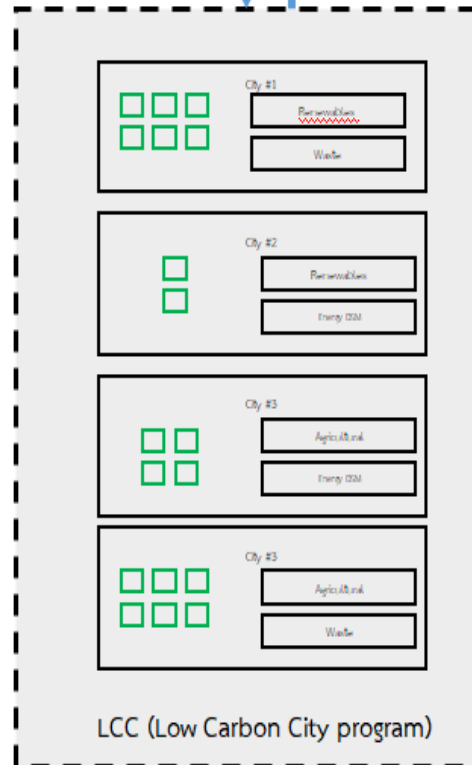 City #1
Renewables
Waste
City #2
Renewables
Energy DSM
City #3
Agricultural
Energy DSM
City #3
Agricultural
Waste
LCC (Low Carbon City program)